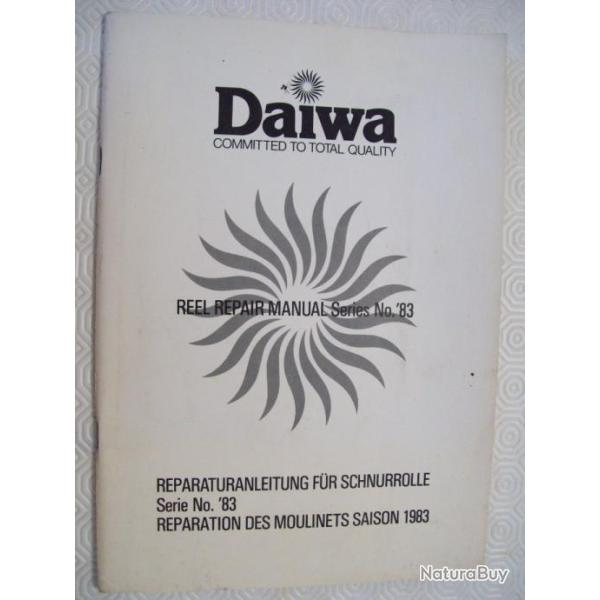 Daiwa
COMMITTED TO TOTAL QUALITY
REEL REPAIR MANUAL Series No.'83
REPARATURANLEITUNG FÜR SCHNURROLLE
Serie No. '83
REPARATION DES MOULINETS SAISON 1983
NaturaBuy